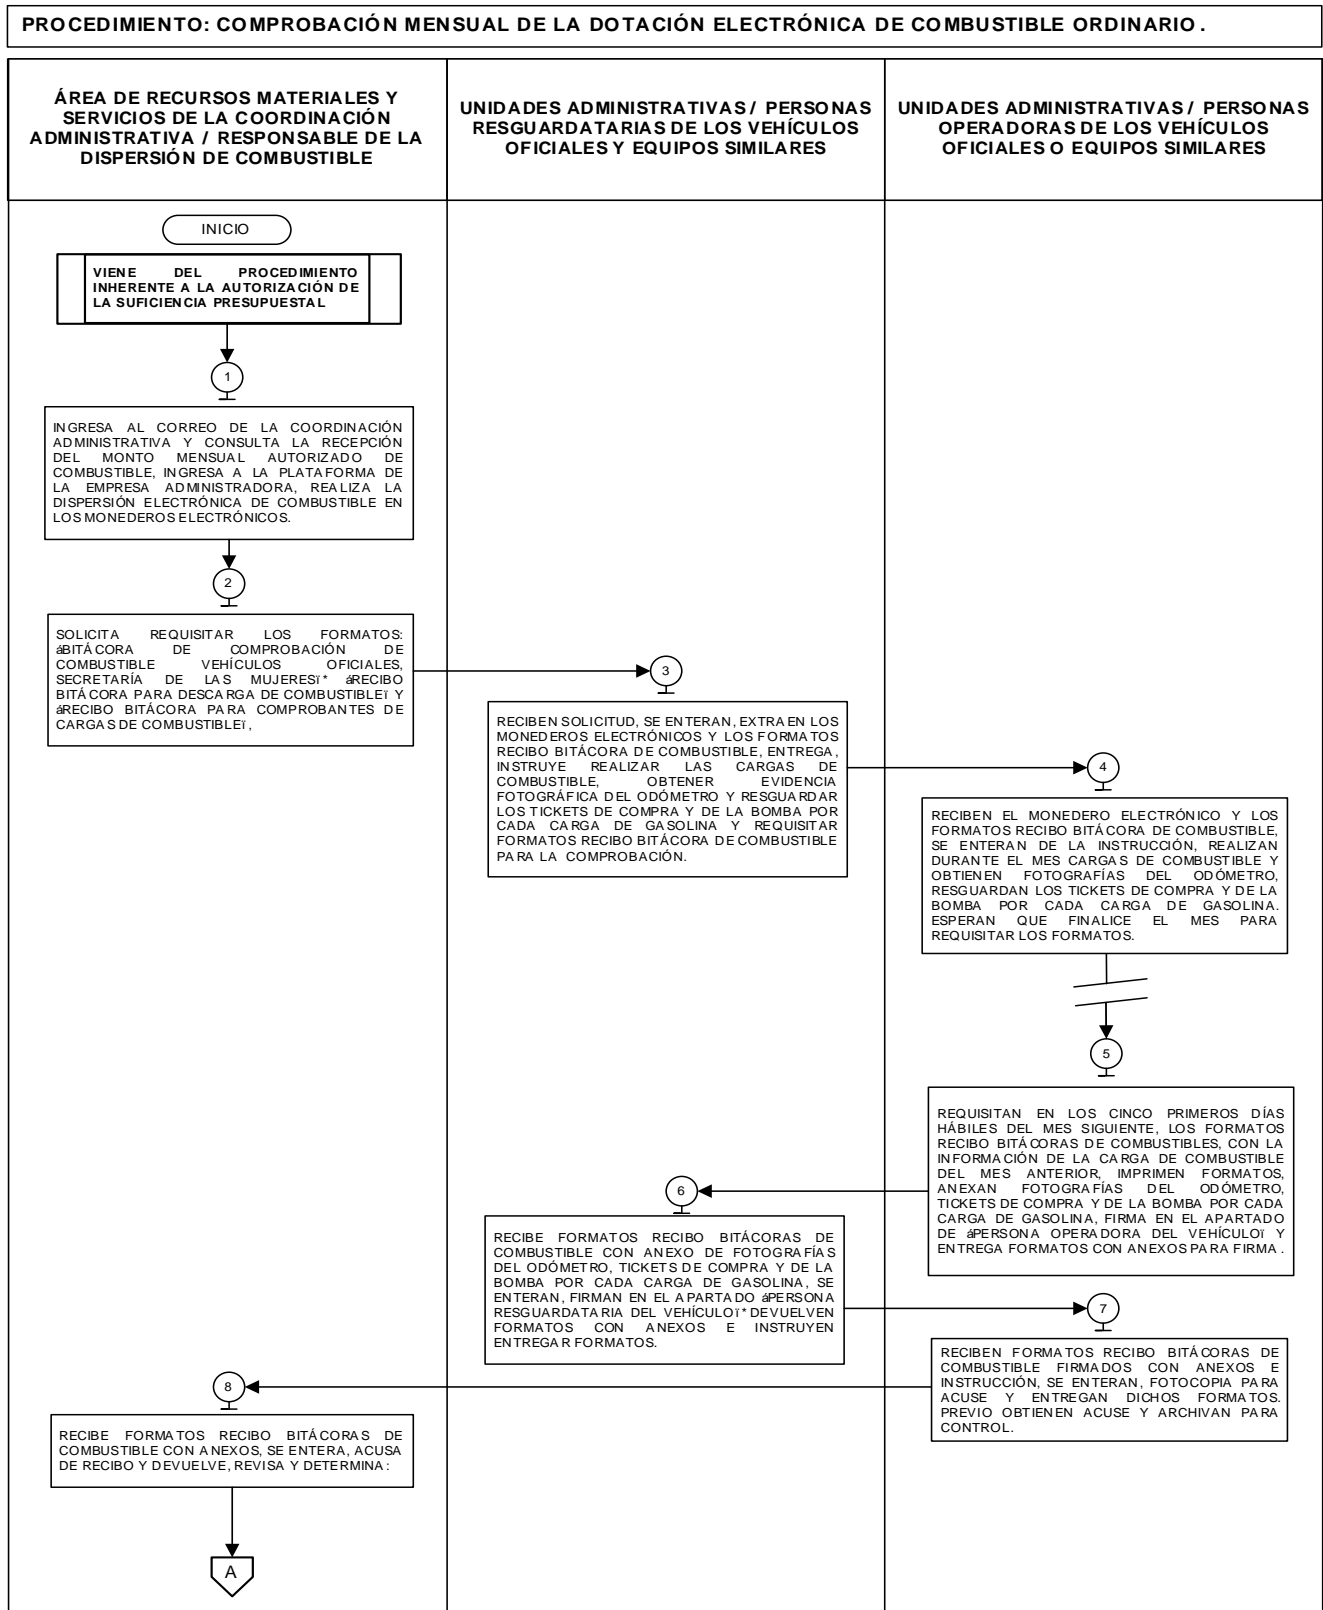 PROCEDIMIENTO: COMPROBACIÓN MENSUAL DE LA DOTACIÓN ELECTRÓNICA DE COMBUSTIBLE ORDINARIO.
ÁREA DE RECURSOS MATERIALES Y
SERVICIOS DE LA COORDINACIÓN
ADMINISTRATIVA / RESPONSABLE DE LA
DISPERSIÓN DE COMBUSTIBLE
UNIDADES ADMINISTRATIVAS / PERSONAS
RESGUARDATARIAS DE LOS VEHÍCULOS
OFICIALES Y EQUIPOS SIMILARES
UNIDADES ADMINISTRATIVAS / PERSONAS
OPERADORAS DE LOS VEHÍCULOS
OFICIALES O EQUIPOS SIMILARES
INICIO
VIENE DEL PROCEDIMIENTO
INHERENTE A LA AUTORIZACIÓN DE
LA SUFICIENCIA PRESUPUESTAL
1
INGRESA AL CORREO DE LA COORDINACIÓN
ADMINISTRATIVA Y CONSULTA LA RECEPCIÓN
DEL MONTO MENSUAL AUTORIZADO DE
COMBUSTIBLE, INGRESA A LA PLATAFORMA DE
LA EMPRESA ADMINISTRADORA, REALIZA LA
DISPERSIÓN ELECTRÓNICA DE COMBUSTIBLE EN
LOS MONEDEROS ELECTRÓNICOS.
2
SOLICITA REQUISITAR LOS FORMATOS:
áBITÁCORA DE COMPROBACIÓN DE
COMBUSTIBLE VEHÍCULOS OFICIALES,
SECRETARÍA DE LAS MUJERESï* áRECIBO
BITÁCORA PARA DESCARGA DE COMBUSTIBLEï Y
áRECIBO BITÁCORA PARA COMPROBANTES DE
CARGAS DE COMBUSTIBLEï,
3
RECIBEN SOLICITUD, SE ENTERAN, EXTRAEN LOS
MONEDEROS ELECTRÓNICOS Y LOS FORMATOS
RECIBO BITÁCORA DE COMBUSTIBLE, ENTREGA,
INSTRUYE REALIZAR LAS CARGAS DE
COMBUSTIBLE, OBTENER EVIDENCIA
FOTOGRÁFICA DEL ODÓMETRO Y RESGUARDAR
LOS TICKETS DE COMPRA Y DE LA BOMBA POR
CADA CARGA DE GASOLINA Y REQUISITAR
FORMATOS RECIBO BITÁCORA DE COMBUSTIBLE
PARA LA COMPROBACIÓN.
4
RECIBEN EL MONEDERO ELECTRÓNICO Y LOS
FORMATOS RECIBO BITÁCORA DE COMBUSTIBLE,
SE ENTERAN DE LA INSTRUCCIÓN, REALIZAN
DURANTE EL MES CARGAS DE COMBUSTIBLE Y
OBTIENEN FOTOGRAFÍAS DEL ODÓMETRO,
RESGUARDAN LOS TICKETS DE COMPRA Y DE LA
BOMBA POR CADA CARGA DE GASOLINA.
ESPERAN QUE FINALICE EL MES PARA
REQUISITAR LOS FORMATOS.
5
REQUISITAN EN LOS CINCO PRIMEROS DÍAS
HÁBILES DEL MES SIGUIENTE, LOS FORMATOS
RECIBO BITÁCORAS DE COMBUSTIBLES, CON LA
INFORMACIÓN DE LA CARGA DE COMBUSTIBLE
DEL MES ANTERIOR, IMPRIMEN FORMATOS,
ANEXAN FOTOGRAFÍAS DEL ODÓMETRO,
TICKETS DE COMPRA Y DE LA BOMBA POR CADA
CARGA DE GASOLINA, FIRMA EN EL APARTADO
DE áPERSONA OPERADORA DEL VEHÍCULOï Y
ENTREGA FORMATOS CON ANEXOS PARA FIRMA.
6
RECIBE FORMATOS RECIBO BITÁCORAS DE
COMBUSTIBLE CON ANEXO DE FOTOGRAFÍAS
DEL ODÓMETRO, TICKETS DE COMPRA Y DE LA
BOMBA POR CADA CARGA DE GASOLINA, SE
ENTERAN, FIRMAN EN EL APARTADO áPERSONA
RESGUARDATARIA DEL VEHÍCULOï* DEVUELVEN
FORMATOS CON ANEXOS E INSTRUYEN
ENTREGAR FORMATOS.
7
RECIBEN FORMATOS RECIBO BITÁCORAS DE
COMBUSTIBLE FIRMADOS CON ANEXOS E
INSTRUCCIÓN, SE ENTERAN, FOTOCOPIA PARA
ACUSE Y ENTREGAN DICHOS FORMATOS.
PREVIO OBTIENEN ACUSE Y ARCHIVAN PARA
CONTROL.
8
RECIBE FORMATOS RECIBO BITÁCORAS DE
COMBUSTIBLE CON ANEXOS, SE ENTERA, ACUSA
DE RECIBO Y DEVUELVE, REVISA Y DETERMINA:
A